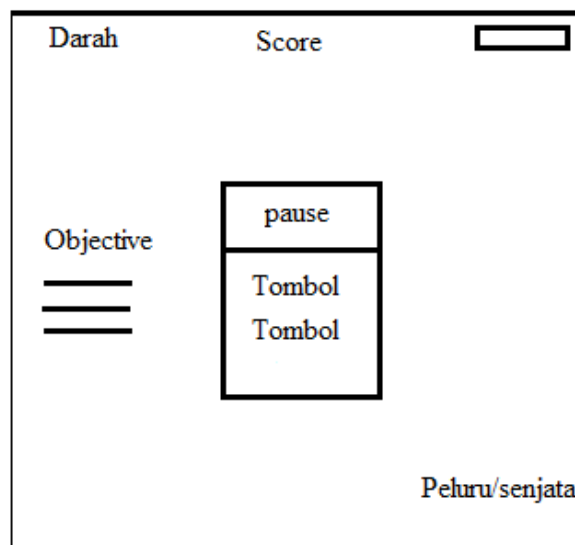 Darah
Score
pause
Objective
Tombol
Tombol
Peluru/senjata